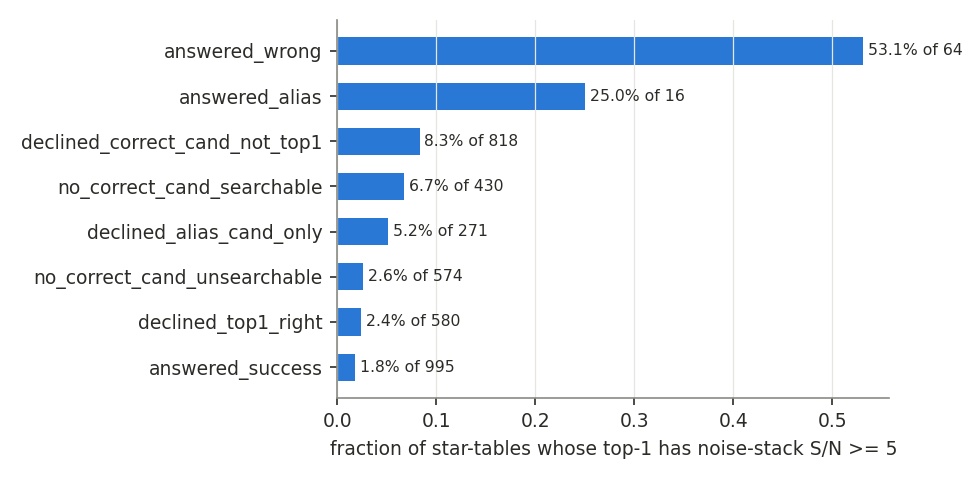 answered_wrong 53.1% of 64
answered_alias 25.0% of 16
declined_correct_cand_not_top1 8.3% of 818
no_correct_cand_searchable 6.7% of 430
declined_alias_cand_only 5.2% of 271
no_correct_cand_unsearchable 2.6% of 574
declined_top1_right 2.4% of 580
answered_success 1.8% of 995
0.0 0.1 0.2 0.3 0.4 0.5
fraction of star-tables whose top-1 has noise-stack S/N >= 5